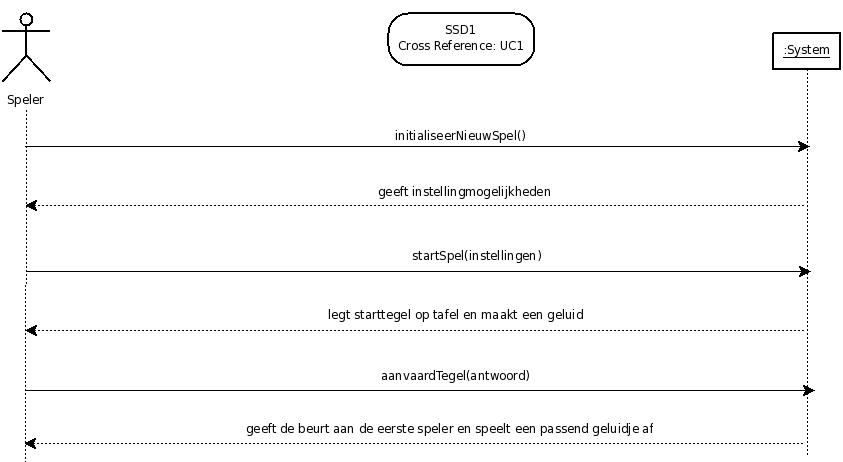 SSD1
Cross Reference: UC1
:System
Speler
initialiseerNieuwSpel()
geeft instellingmogelijkheden
startSpel(instellingen)
legt starttegel op tafel en maakt een geluid
aanvaardTegel(antwoord)
geeft de beurt aan de eerste speler en speelt een passend geluidje af